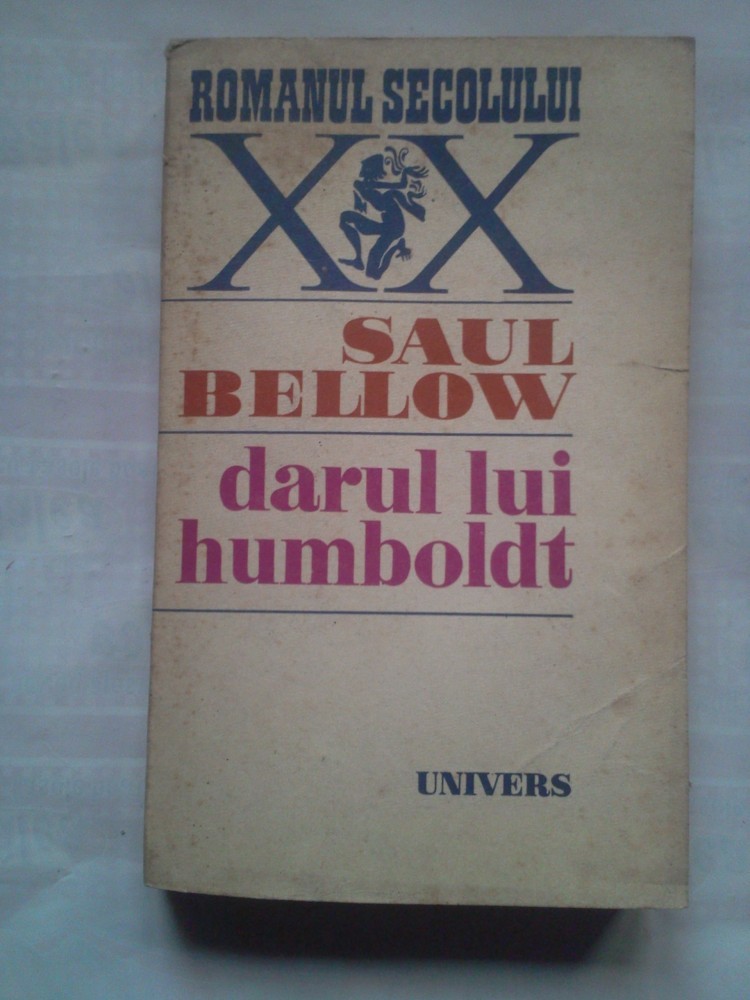 ROMANUL SECOLULUI
XX
SAUL
BELLOW
darul lui
humboldt
UNIVERS